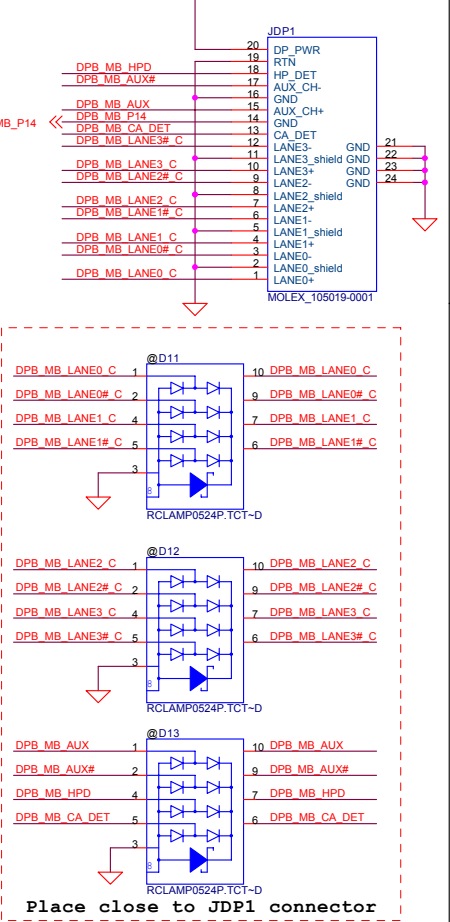 JDP1
20 DP_PWR
19 RTN
DPB_MB_HPD 18 HP_DET
DPB_MB_AUX# 17 AUX_CH-
16 GND
DPB_MB_AUX 15 AUX_CH+
MB_P14 DPB_MB_P14 14 GND
DPB_MB_CA_DET 13 CA_DET
DPB_MB_LANE3#_C 12 LANE3- GND 21
11 LANE3_shield GND 22
DPB_MB_LANE3_C 10 LANE3+ GND 23
DPB_MB_LANE2#_C 9 LANE2- GND 24
8 LANE2_shield
DPB_MB_LANE2_C 7 LANE2+
DPB_MB_LANE1#_C 6 LANE1-
5 LANE1_shield
DPB_MB_LANE1_C 4 LANE1+
DPB_MB_LANE0#_C 3 LANE0-
2 LANE0_shield
DPB_MB_LANE0_C 1 LANE0+
MOLEX_105019-0001
@D11
DPB_MB_LANE0_C 1 10 DPB_MB_LANE0_C
DPB_MB_LANE0#_C 2 9 DPB_MB_LANE0#_C
DPB_MB_LANE1_C 4 7 DPB_MB_LANE1_C
DPB_MB_LANE1#_C 5 6 DPB_MB_LANE1#_C
3
8
RCLAMP0524P.TCT~D
@D12
DPB_MB_LANE2_C 1 10 DPB_MB_LANE2_C
DPB_MB_LANE2#_C 2 9 DPB_MB_LANE2#_C
DPB_MB_LANE3_C 4 7 DPB_MB_LANE3_C
DPB_MB_LANE3#_C 5 6 DPB_MB_LANE3#_C
3
8
RCLAMP0524P.TCT~D
@D13
DPB_MB_AUX 1 10 DPB_MB_AUX
DPB_MB_AUX# 2 9 DPB_MB_AUX#
DPB_MB_HPD 4 7 DPB_MB_HPD
DPB_MB_CA_DET 5 6 DPB_MB_CA_DET
3
8
RCLAMP0524P.TCT~D
Place close to JDP1 connector